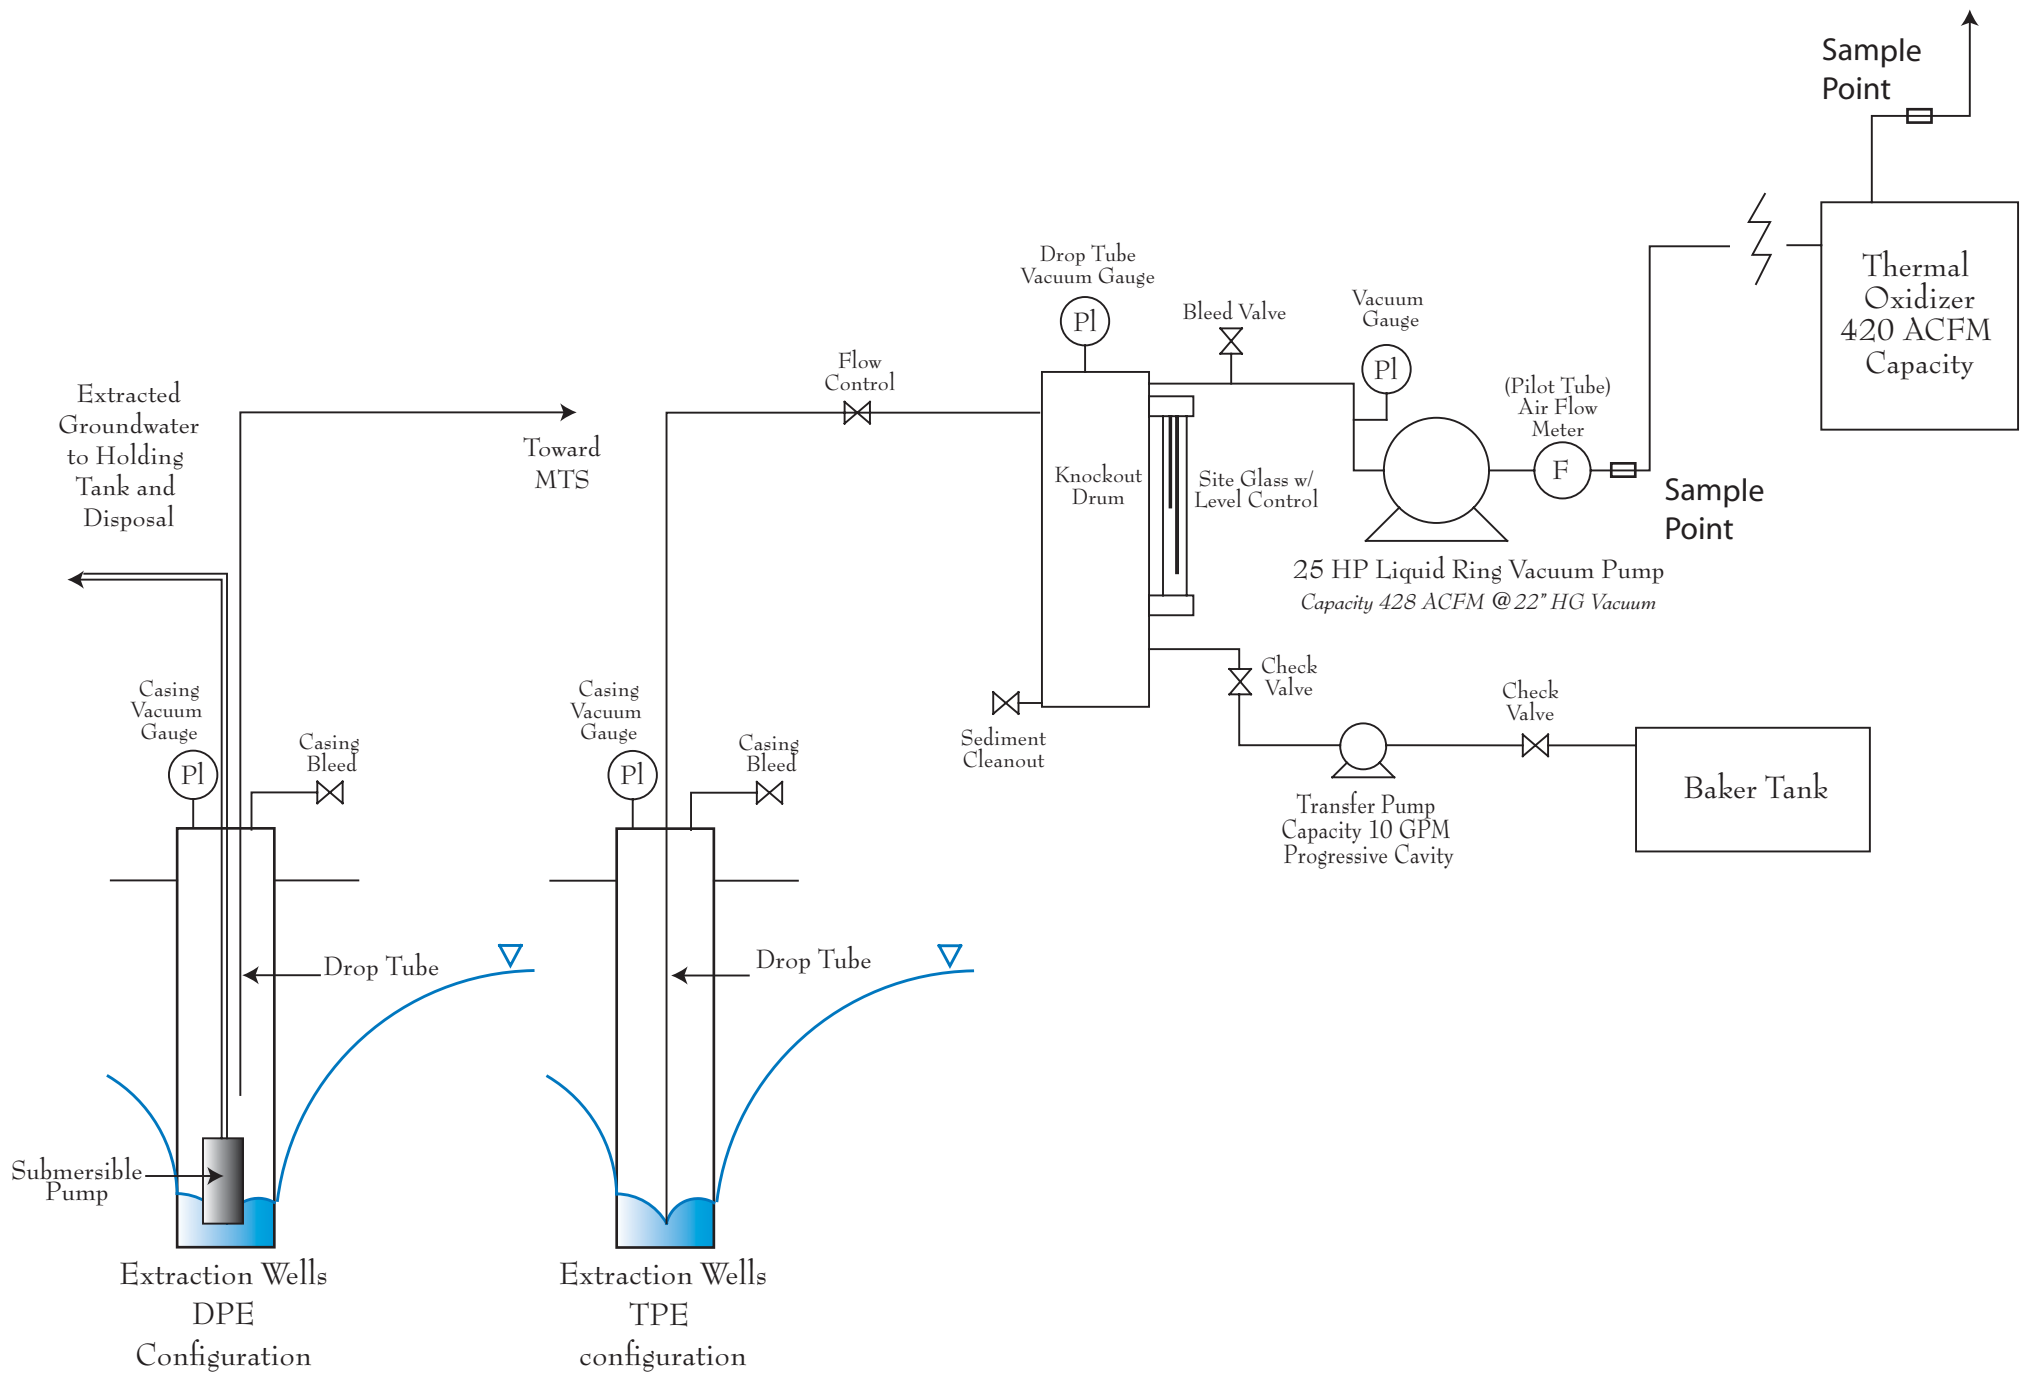 Sample
Point
Thermal
Oxidizer
420 ACFM
Capacity
Drop Tube
Vacuum Gauge
Pl
Bleed Valve
Vacuum
Gauge
Pl
Flow
Control
(Pilot Tube)
Air Flow
Meter
F
Sample
Point
Extracted
Groundwater
to Holding
Tank and
Disposal
Toward
MTS
Knockout
Drum
Site Glass w/
Level Control
25 HP Liquid Ring Vacuum Pump
Capacity 428 ACFM @ 22" HG Vacuum
Check
Valve
Check
Valve
Casing
Vacuum
Gauge
Pl
Casing
Bleed
Casing
Vacuum
Gauge
Pl
Casing
Bleed
Sediment
Cleanout
Transfer Pump
Capacity 10 GPM
Progressive Cavity
Baker Tank
Drop Tube
Drop Tube
Submersible
Pump
Extraction Wells
DPE
Configuration
Extraction Wells
TPE
configuration